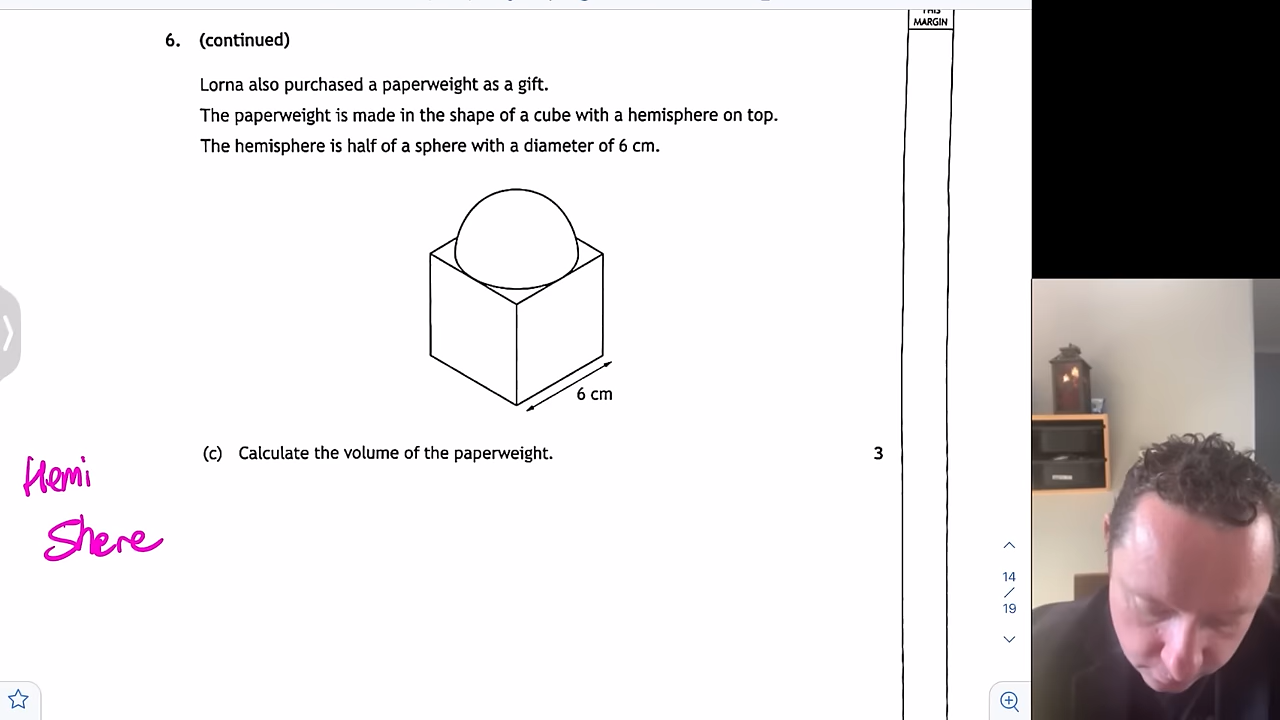 THIS
MARGIN
6. (continued)
Lorna also purchased a paperweight as a gift.
The paperweight is made in the shape of a cube with a hemisphere on top.
The hemisphere is half of a sphere with a diameter of 6 cm.
6 cm
(c) Calculate the volume of the paperweight. 3
Hemi
Shere
14
/
19